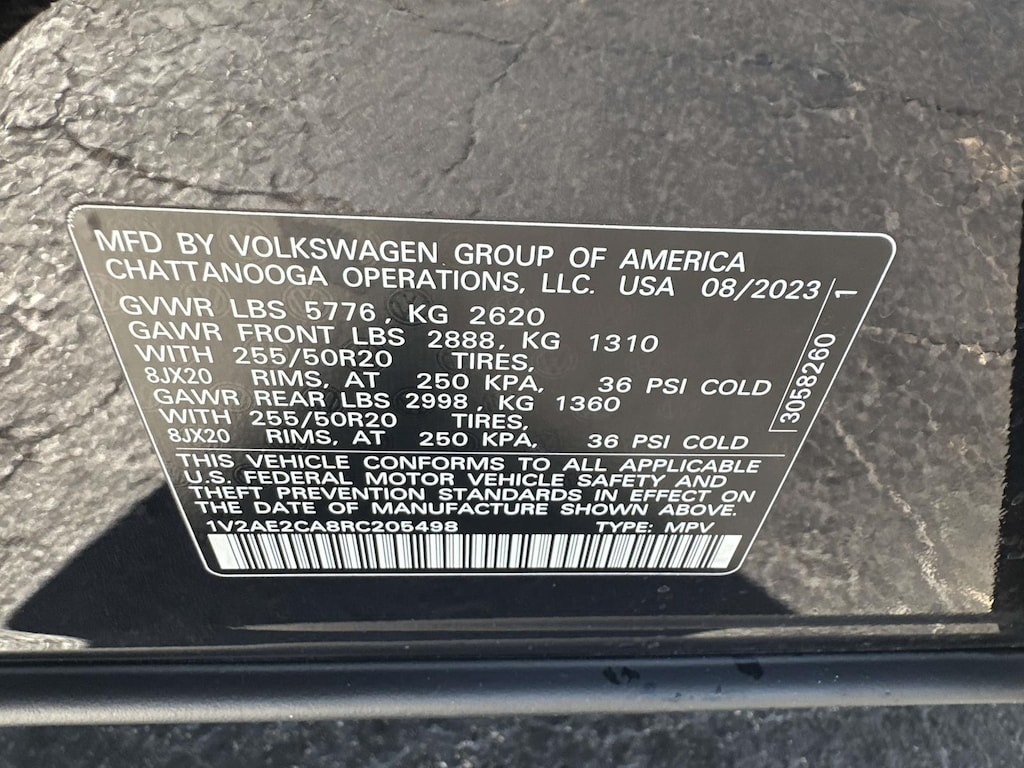 MFD BY VOLKSWAGEN GROUP OF AMERICA
CHATTANOOGA OPERATIONS, LLC. USA 08/2023
GVWR LBS 5776, KG 2620
GAWR FRONT LBS 2888, KG 1310
WITH 255/50R20 TIRES,
8JX20 RIMS, AT 250 KPA, 36 PSI COLD
GAWR REAR LBS 2998, KG 1360
WITH 255/50R20 TIRES,
8JX20 RIMS, AT 250 KPA, 36 PSI COLD
3058260 1
THIS VEHICLE CONFORMS TO ALL APPLICABLE
U.S. FEDERAL MOTOR VEHICLE SAFETY AND
THEFT PREVENTION STANDARDS IN EFFECT ON
THE DATE OF MANUFACTURE SHOWN ABOVE.
1V2AE2CA8RC205498 TYPE: MPV